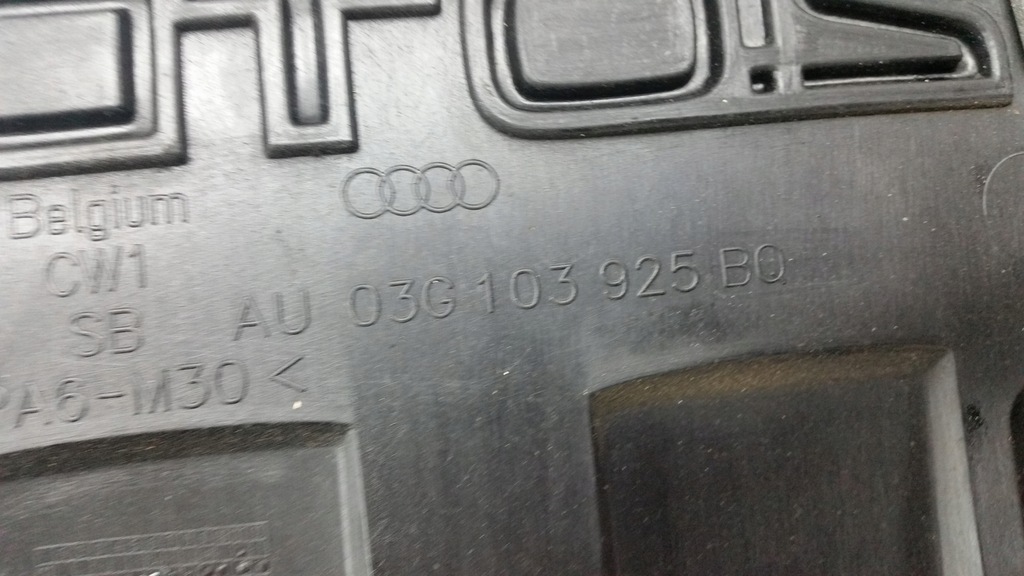 Belgium
CW1
SB AU 03G 103 925 BQ
PA6-M30 <